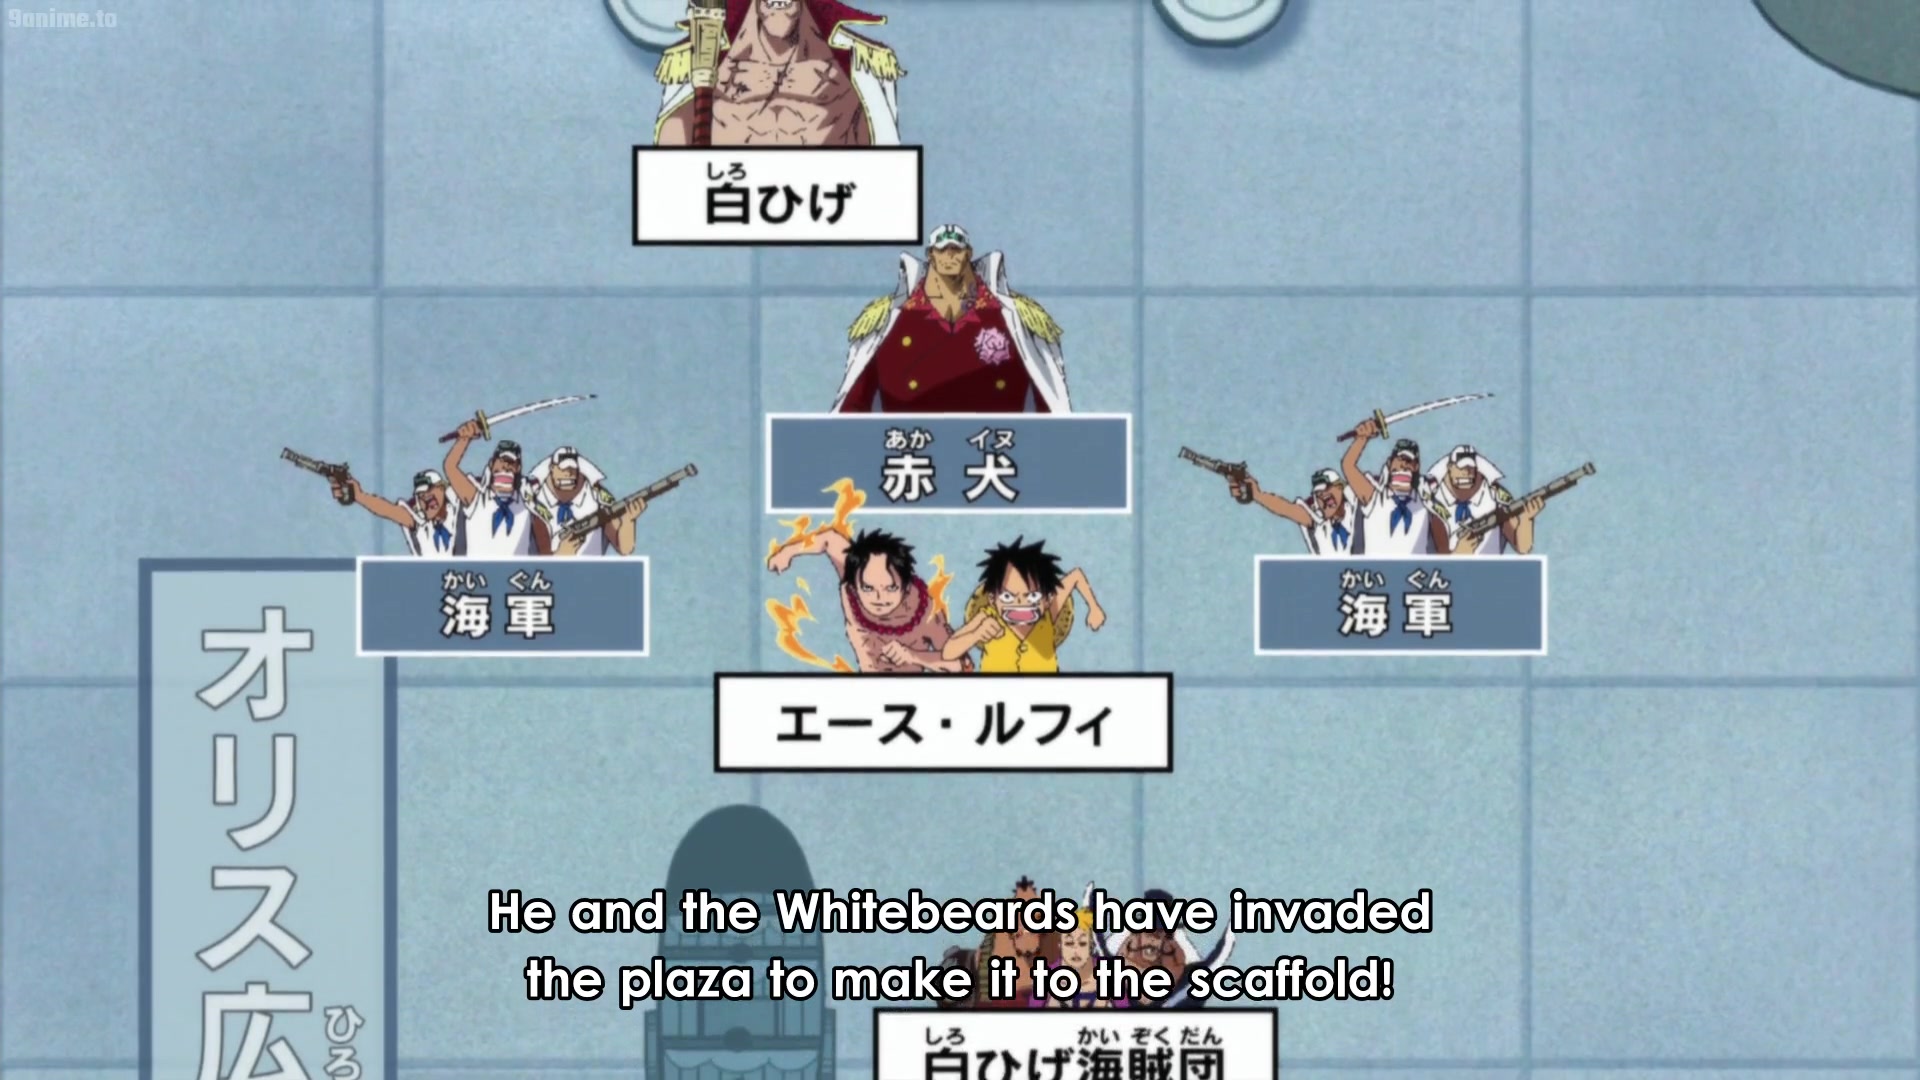 9anime.to
しろ
白ひげ
あか イヌ
赤犬
かい ぐん
海軍
かい ぐん
海軍
エース・ルフィ
オリス広
ひろ
He and the Whitebeards have invaded
the plaza to make it to the scaffold!
しろ かい ぞく だん
白ひげ海賊団